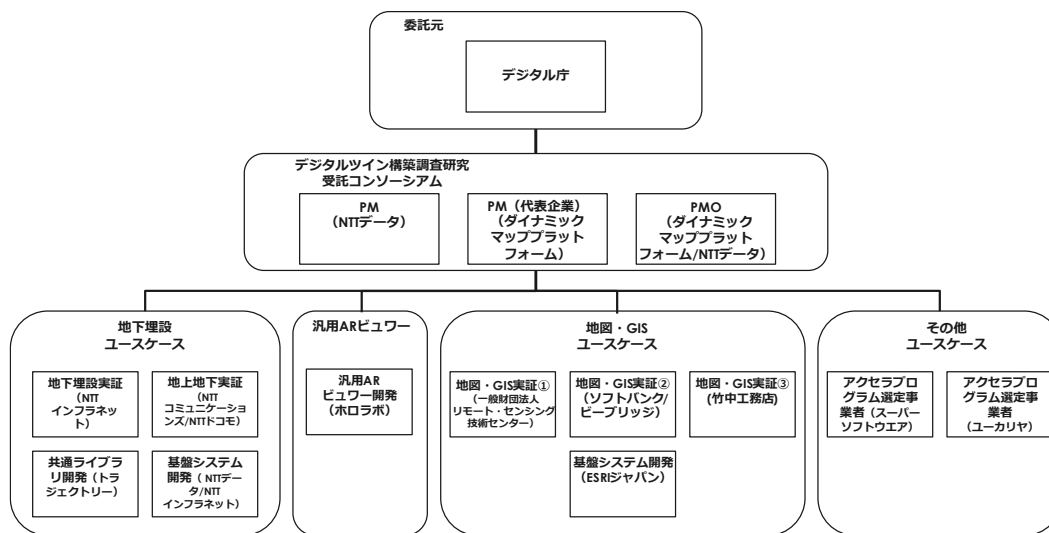 委託元
デジタル庁
デジタルツイン構築調査研究
受託コンソーシアム
PM
（NTTデータ）
PM（代表企業）
（ダイナミック
マッププラット
フォーム）
PMO
（ダイナミック
マッププラット
フォーム/NTTデータ）
地下埋設
ユースケース
地下埋設実証
（NTT
インフラネッ
ト）
地上地下実証
（NTT
コミュニケーショ
ンズ/NTTドコモ）
共通ライブラ
リ開発（トラ
ジェクトリー）
基盤システム
開発（ NTTデー
タ/NTT
インフラネット）
汎用ARビュワー
汎用AR
ビュワー開発
（ホロラボ）
地図・GIS
ユースケース
地図・GIS実証①
（一般財団法人
リモート・センシング
技術センター）
地図・GIS実証②
（ソフトバンク/
ビーブリッジ）
地図・GIS実証③
(竹中工務店)
基盤システム開発
（ESRIジャパン）
その他
ユースケース
アクセラプロ
グラム選定事
業者（スーパー
ソフトウエア）
アクセラプロ
グラム選定事
業者
（ユーカリヤ）